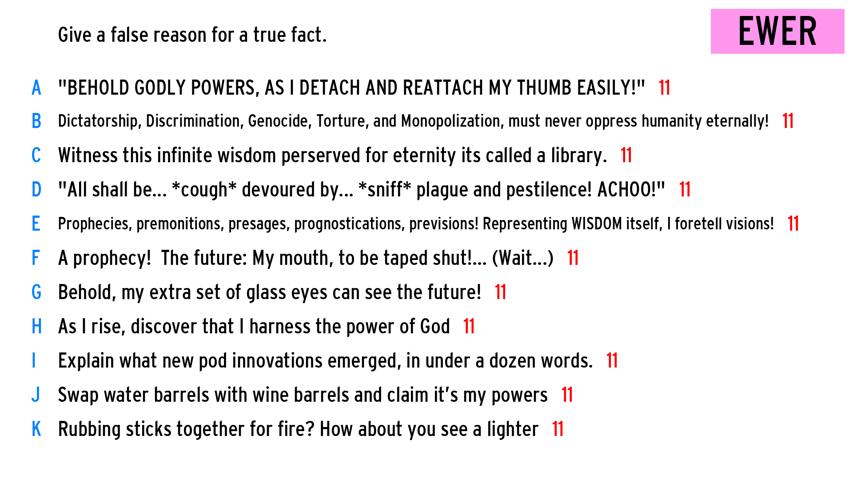 Give a false reason for a true fact.
EWER
A "BEHOLD GODLY POWERS, AS I DETACH AND REATTACH MY THUMB EASILY!" 11
B Dictatorship, Discrimination, Genocide, Torture, and Monopolization, must never oppress humanity eternally! 11
C Witness this infinite wisdom perserved for eternity its called a library. 11
D "All shall be... *cough* devoured by... *sniff* plague and pestilence! ACHOO!" 11
E Prophecies, premonitions, presages, prognostications, previsions! Representing WISDOM itself, I foretell visions! 11
F A prophecy! The future: My mouth, to be taped shut!... (Wait...) 11
G Behold, my extra set of glass eyes can see the future! 11
H As I rise, discover that I harness the power of God 11
I Explain what new pod innovations emerged, in under a dozen words. 11
J Swap water barrels with wine barrels and claim it's my powers 11
K Rubbing sticks together for fire? How about you see a lighter 11